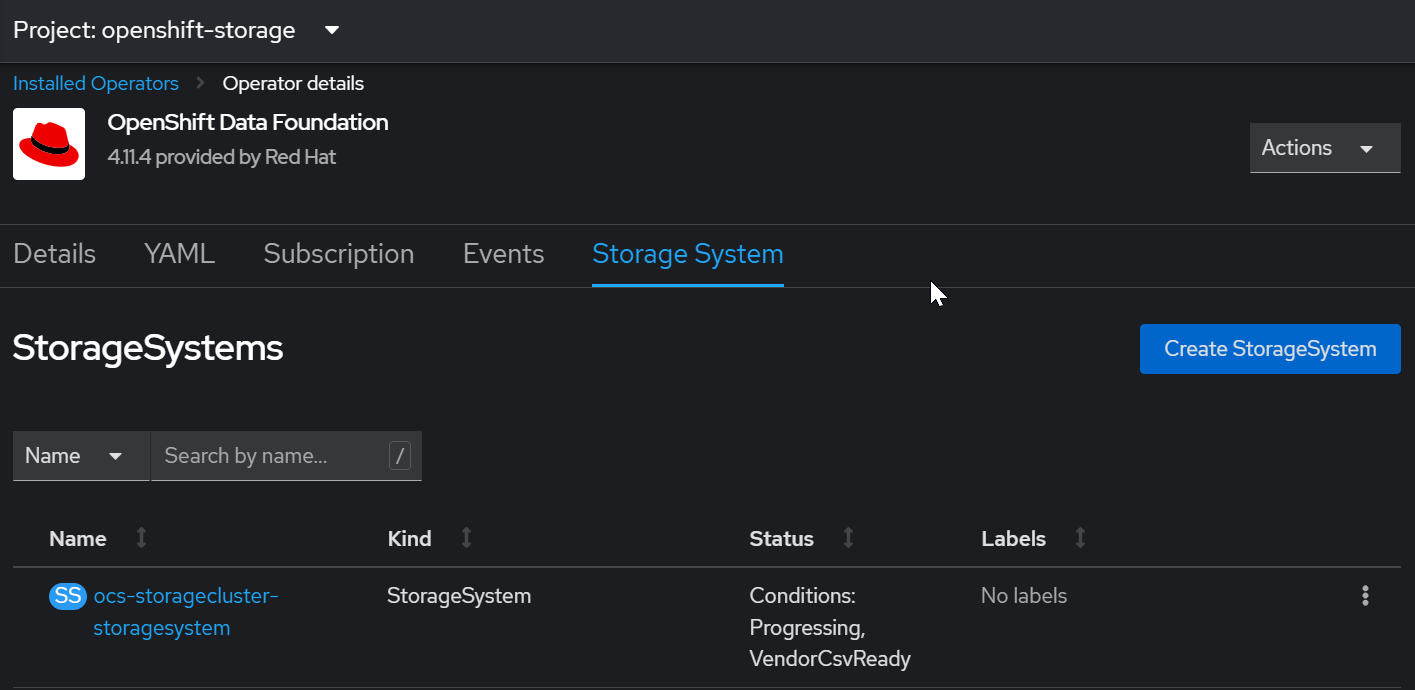 Project: openshift-storage
Installed Operators
Operator details
OpenShift Data Foundation
4.11.4 provided by Red Hat
Actions
Details
YAML
Subscription
Events
Storage System
StorageSystems
Create StorageSystem
Name
Search by name...
/
Name
Kind
Status
Labels
SS
ocs-storagecluster-
storagesystem
StorageSystem
Conditions:
Progressing,
VendorCsvReady
No labels